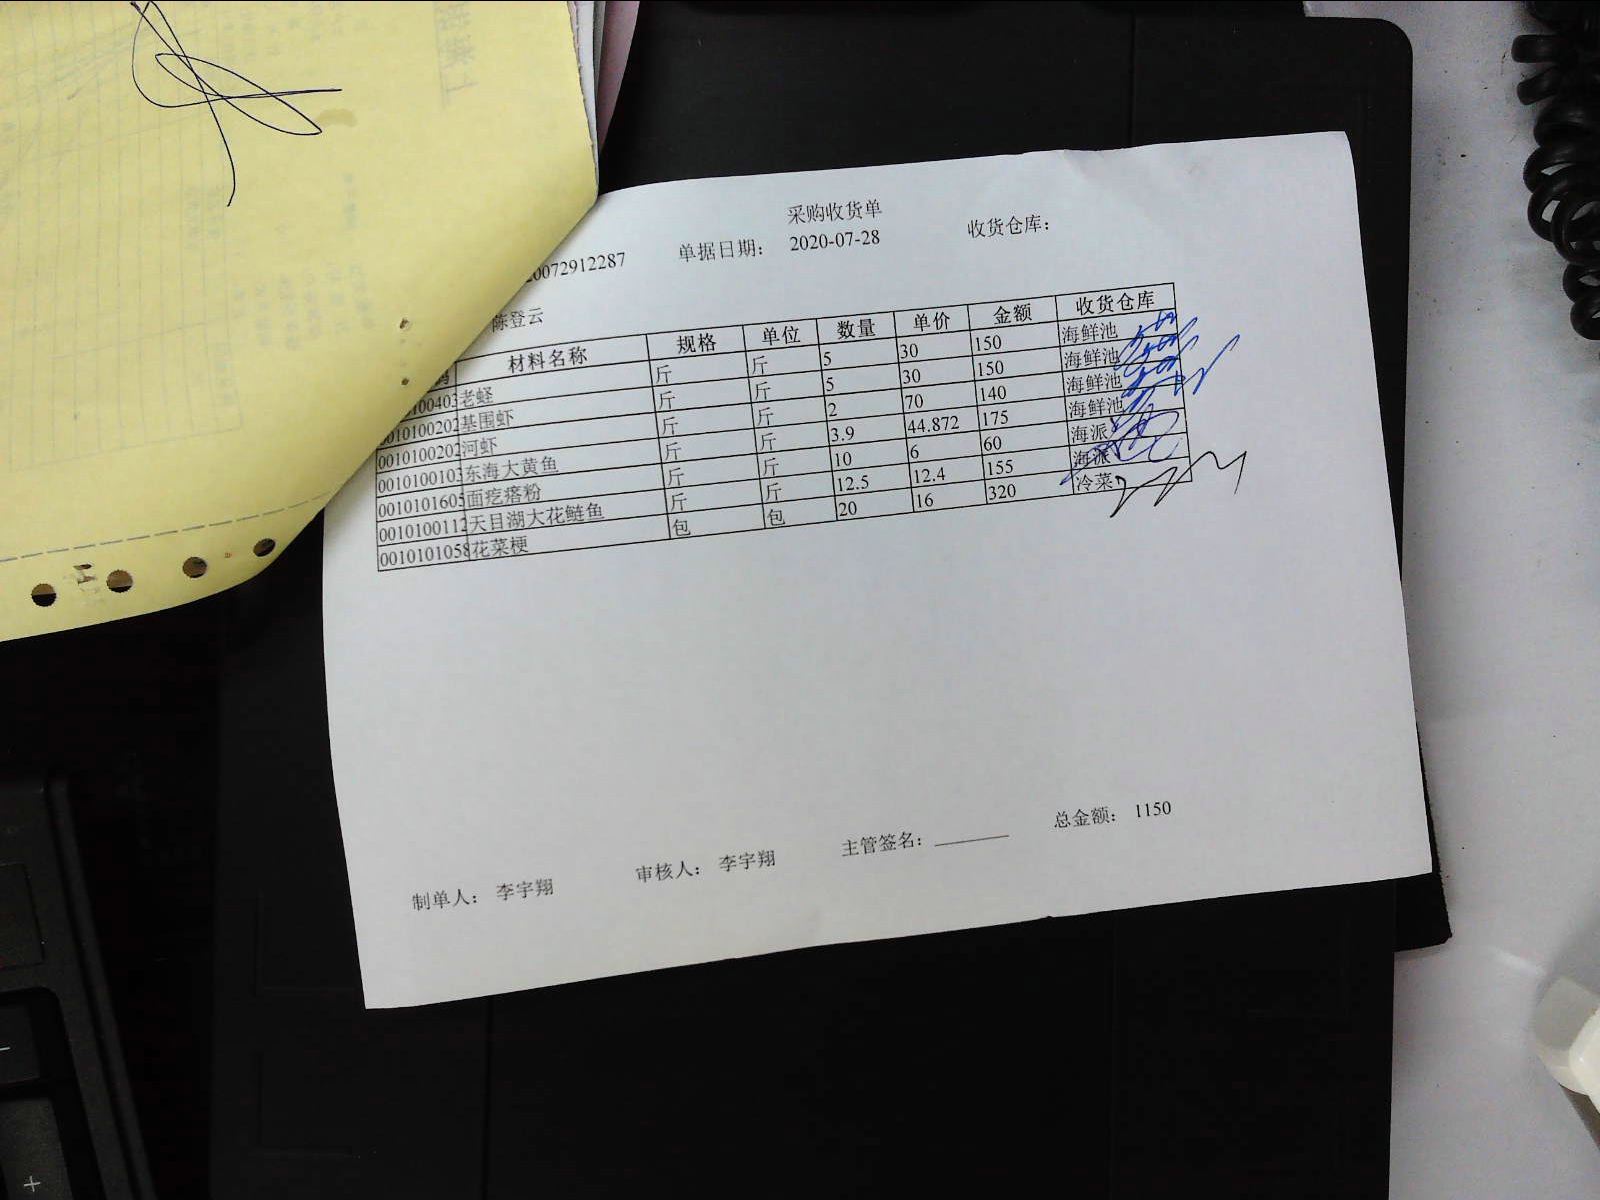 采购收货单
20072912287 单据日期： 2020-07-28 收货仓库：
陈登云
码 材料名称 规格 单位 数量 单价 金额 收货仓库
00100403 老蛏 斤 斤 5 30 150 海鲜池
0010100202 基围虾 斤 斤 5 30 150 海鲜池
0010100202 河虾 斤 斤 2 70 140 海鲜池
0010100103 东海大黄鱼 斤 斤 3.9 44.872 175 海鲜池
0010101605 面疙瘩粉 斤 斤 10 6 60 海派
0010100112 天目湖大花鲢鱼 斤 斤 12.5 12.4 155 海派
0010101058 花菜梗 包 包 20 16 320 冷菜
总金额： 1150
制单人： 李宇翔 审核人： 李宇翔 主管签名：